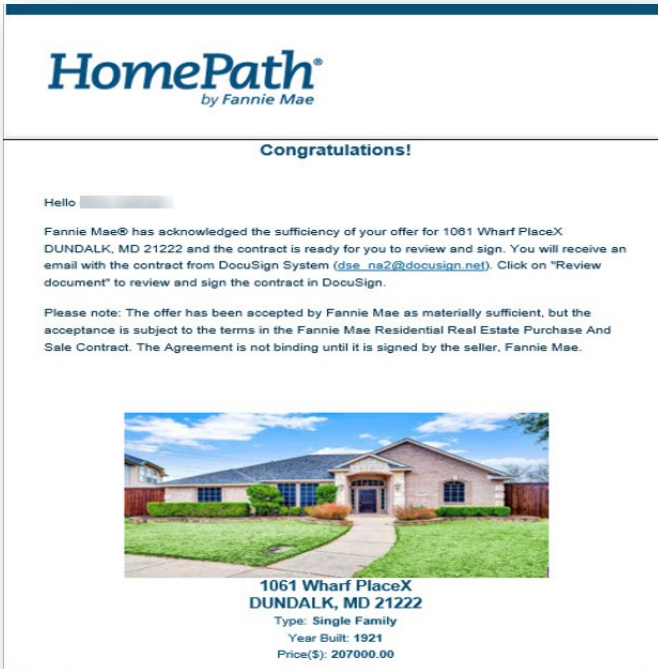 HomePath®
by Fannie Mae
Congratulations!
Hello
Fannie Mae® has acknowledged the sufficiency of your offer for 1061 Wharf PlaceX
DUNDALK, MD 21222 and the contract is ready for you to review and sign. You will receive an
email with the contract from DocuSign System (dse_na2@docusign.net). Click on "Review
document" to review and sign the contract in DocuSign.
Please note: The offer has been accepted by Fannie Mae as materially sufficient, but the
acceptance is subject to the terms in the Fannie Mae Residential Real Estate Purchase And
Sale Contract. The Agreement is not binding until it is signed by the seller, Fannie Mae.
1061 Wharf PlaceX
DUNDALK, MD 21222
Type: Single Family
Year Built: 1921
Price($): 207000.00